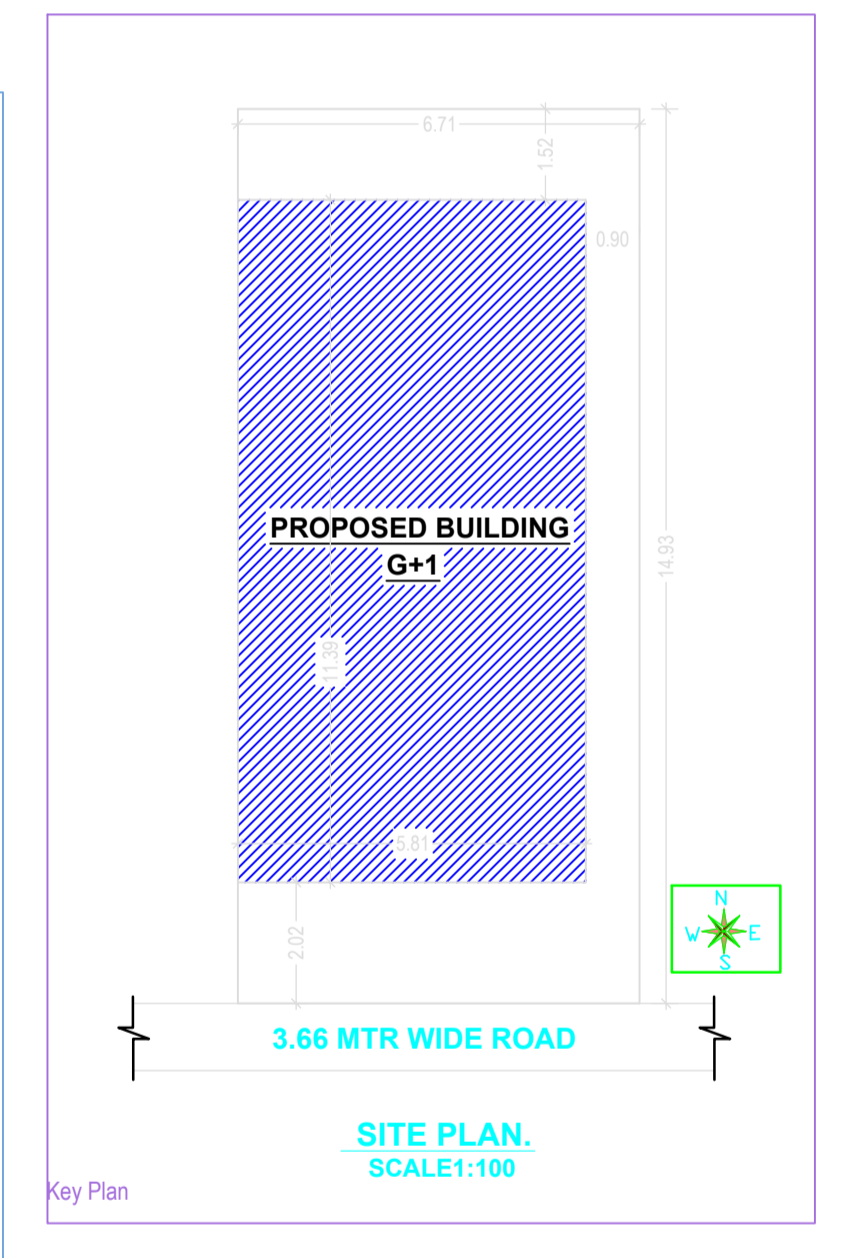 6.71
1.52
0.90
PROPOSED BUILDING
G+1
14.93
11.39
5.81
2.02
N
W E
S
3.66 MTR WIDE ROAD
SITE PLAN.
SCALE1:100
Key Plan